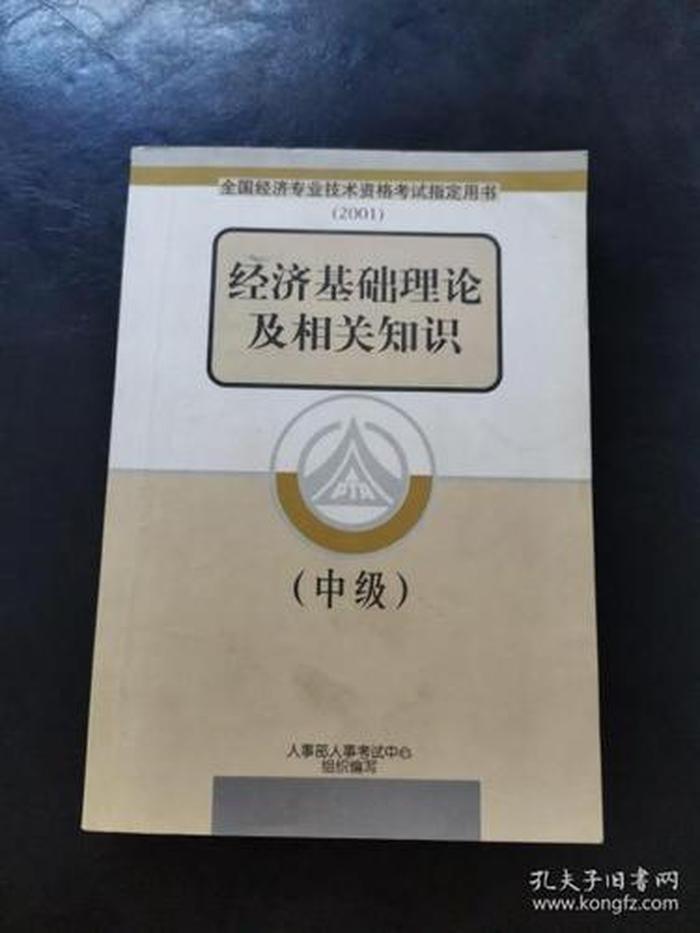 全国经济专业技术资格考试指定用书
(2001)
经济基础理论
及相关知识
PTA
(中级)
人事部人事考试中心
组织编写
孔夫子旧书网
www.kongfz.com